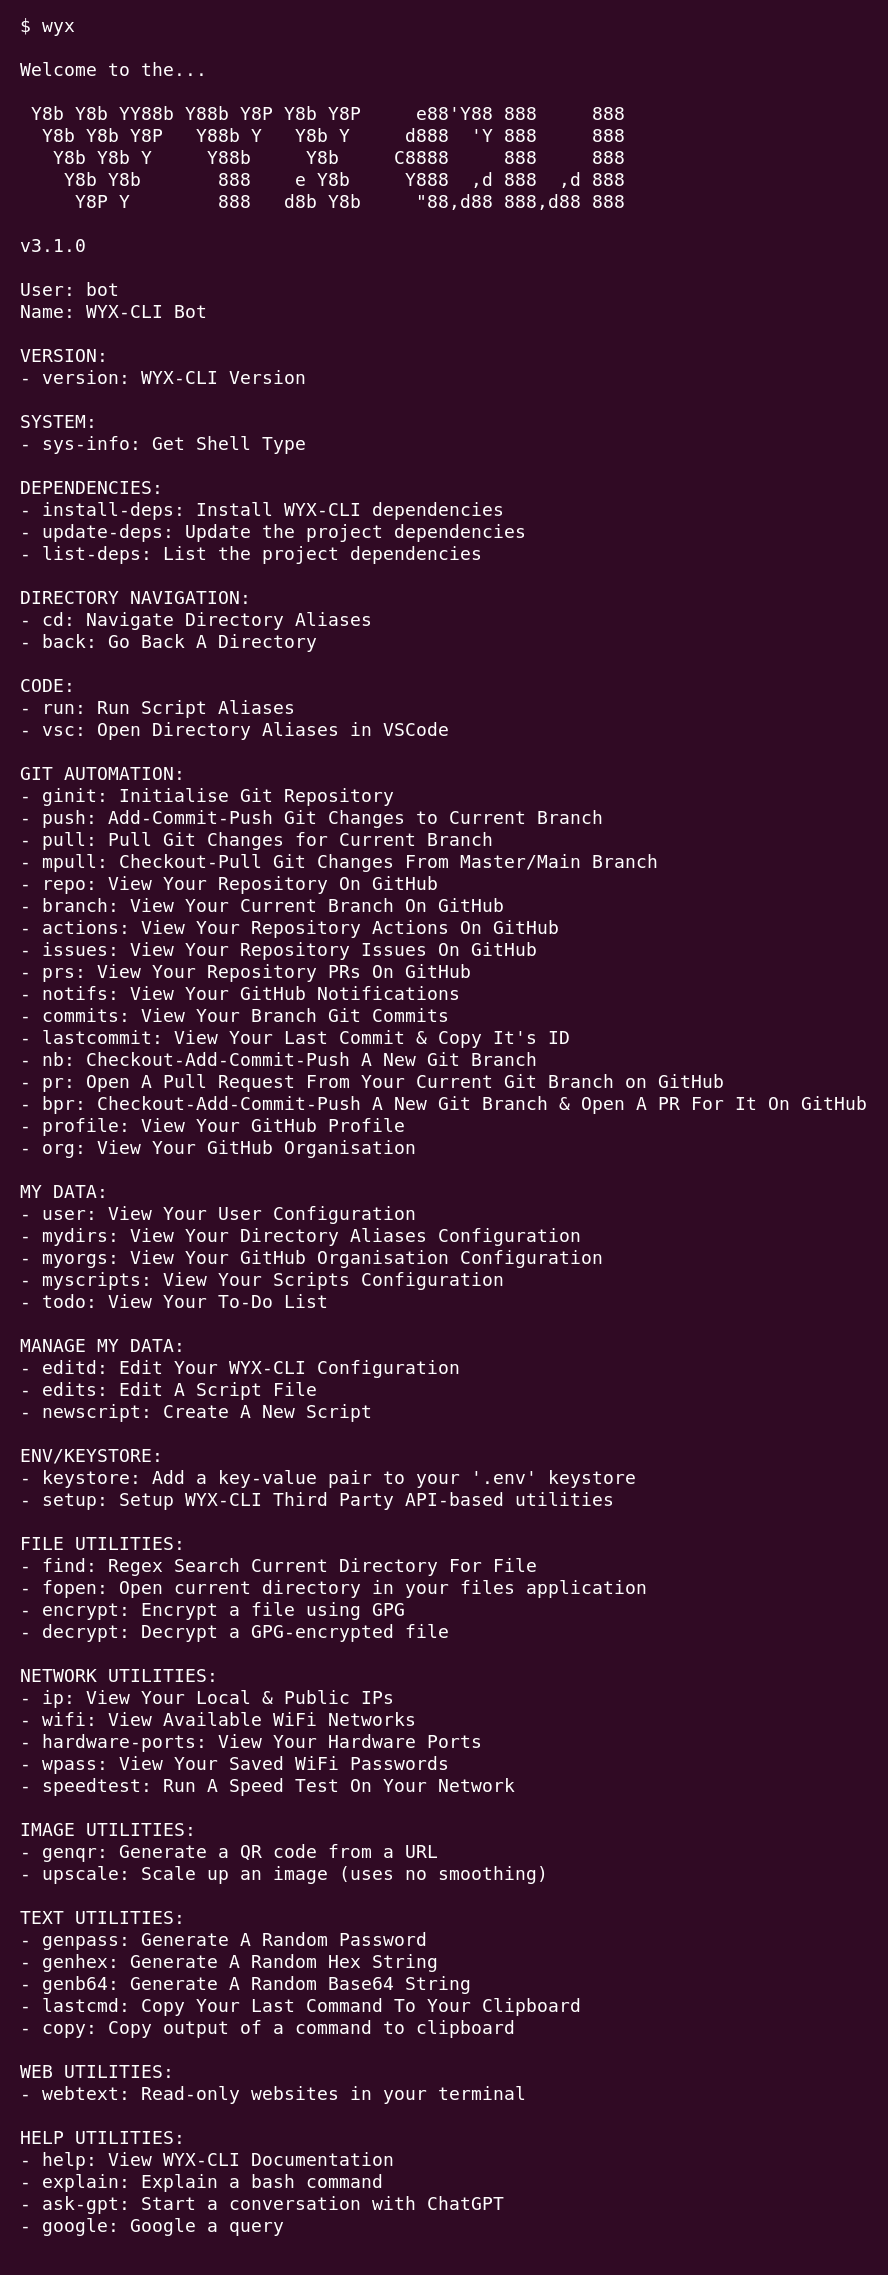 $ wyx

Welcome to the...

 Y8b Y8b YY88b Y88b Y8P Y8b Y8P     e88'Y88 888     888
  Y8b Y8b Y8P   Y88b Y   Y8b Y     d888  'Y 888     888
   Y8b Y8b Y     Y88b     Y8b     C8888     888     888
    Y8b Y8b       888    e Y8b     Y888  ,d 888  ,d 888
     Y8P Y        888   d8b Y8b     "88,d88 888,d88 888

v3.1.0

User: bot
Name: WYX-CLI Bot

VERSION:
- version: WYX-CLI Version

SYSTEM:
- sys-info: Get Shell Type

DEPENDENCIES:
- install-deps: Install WYX-CLI dependencies
- update-deps: Update the project dependencies
- list-deps: List the project dependencies

DIRECTORY NAVIGATION:
- cd: Navigate Directory Aliases
- back: Go Back A Directory

CODE:
- run: Run Script Aliases
- vsc: Open Directory Aliases in VSCode

GIT AUTOMATION:
- ginit: Initialise Git Repository
- push: Add-Commit-Push Git Changes to Current Branch
- pull: Pull Git Changes for Current Branch
- mpull: Checkout-Pull Git Changes From Master/Main Branch
- repo: View Your Repository On GitHub
- branch: View Your Current Branch On GitHub
- actions: View Your Repository Actions On GitHub
- issues: View Your Repository Issues On GitHub
- prs: View Your Repository PRs On GitHub
- notifs: View Your GitHub Notifications
- commits: View Your Branch Git Commits
- lastcommit: View Your Last Commit & Copy It's ID
- nb: Checkout-Add-Commit-Push A New Git Branch
- pr: Open A Pull Request From Your Current Git Branch on GitHub
- bpr: Checkout-Add-Commit-Push A New Git Branch & Open A PR For It On GitHub
- profile: View Your GitHub Profile
- org: View Your GitHub Organisation

MY DATA:
- user: View Your User Configuration
- mydirs: View Your Directory Aliases Configuration
- myorgs: View Your GitHub Organisation Configuration
- myscripts: View Your Scripts Configuration
- todo: View Your To-Do List

MANAGE MY DATA:
- editd: Edit Your WYX-CLI Configuration
- edits: Edit A Script File
- newscript: Create A New Script

ENV/KEYSTORE:
- keystore: Add a key-value pair to your '.env' keystore
- setup: Setup WYX-CLI Third Party API-based utilities

FILE UTILITIES:
- find: Regex Search Current Directory For File
- fopen: Open current directory in your files application
- encrypt: Encrypt a file using GPG
- decrypt: Decrypt a GPG-encrypted file

NETWORK UTILITIES:
- ip: View Your Local & Public IPs
- wifi: View Available WiFi Networks
- hardware-ports: View Your Hardware Ports
- wpass: View Your Saved WiFi Passwords
- speedtest: Run A Speed Test On Your Network

IMAGE UTILITIES:
- genqr: Generate a QR code from a URL
- upscale: Scale up an image (uses no smoothing)

TEXT UTILITIES:
- genpass: Generate A Random Password
- genhex: Generate A Random Hex String
- genb64: Generate A Random Base64 String
- lastcmd: Copy Your Last Command To Your Clipboard
- copy: Copy output of a command to clipboard

WEB UTILITIES:
- webtext: Read-only websites in your terminal

HELP UTILITIES:
- help: View WYX-CLI Documentation
- explain: Explain a bash command
- ask-gpt: Start a conversation with ChatGPT
- google: Google a query